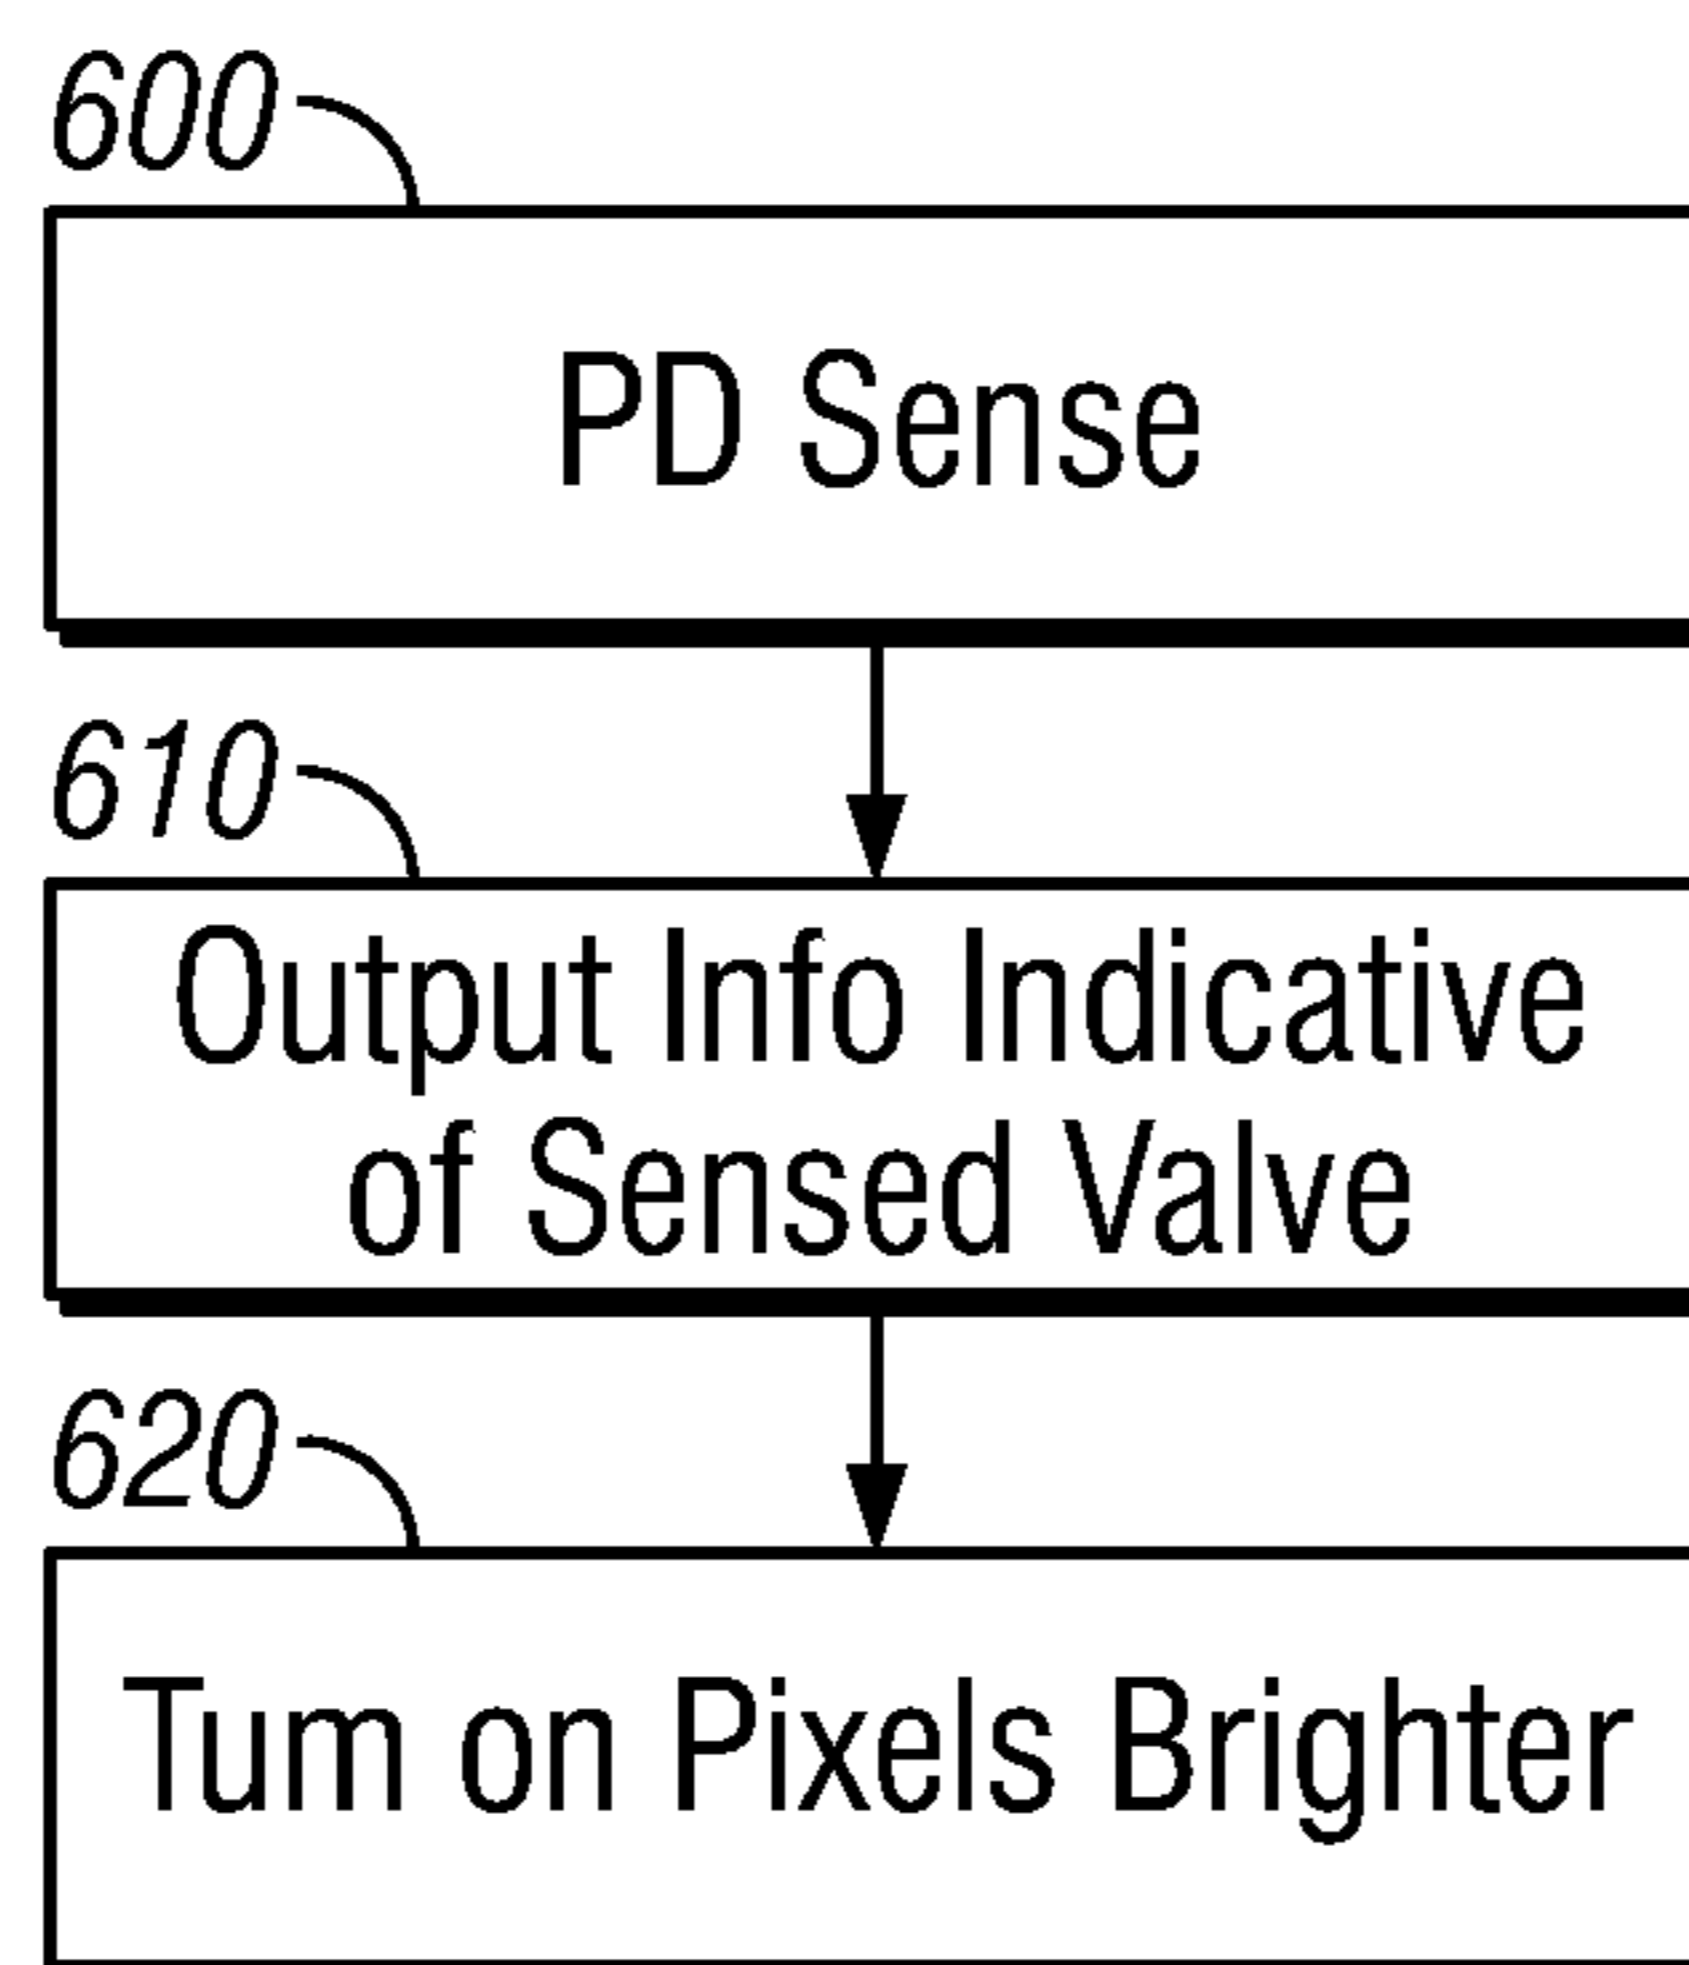 600
PD Sense
610
Output Info Indicative
of Sensed Valve
620
Tum on Pixels Brighter